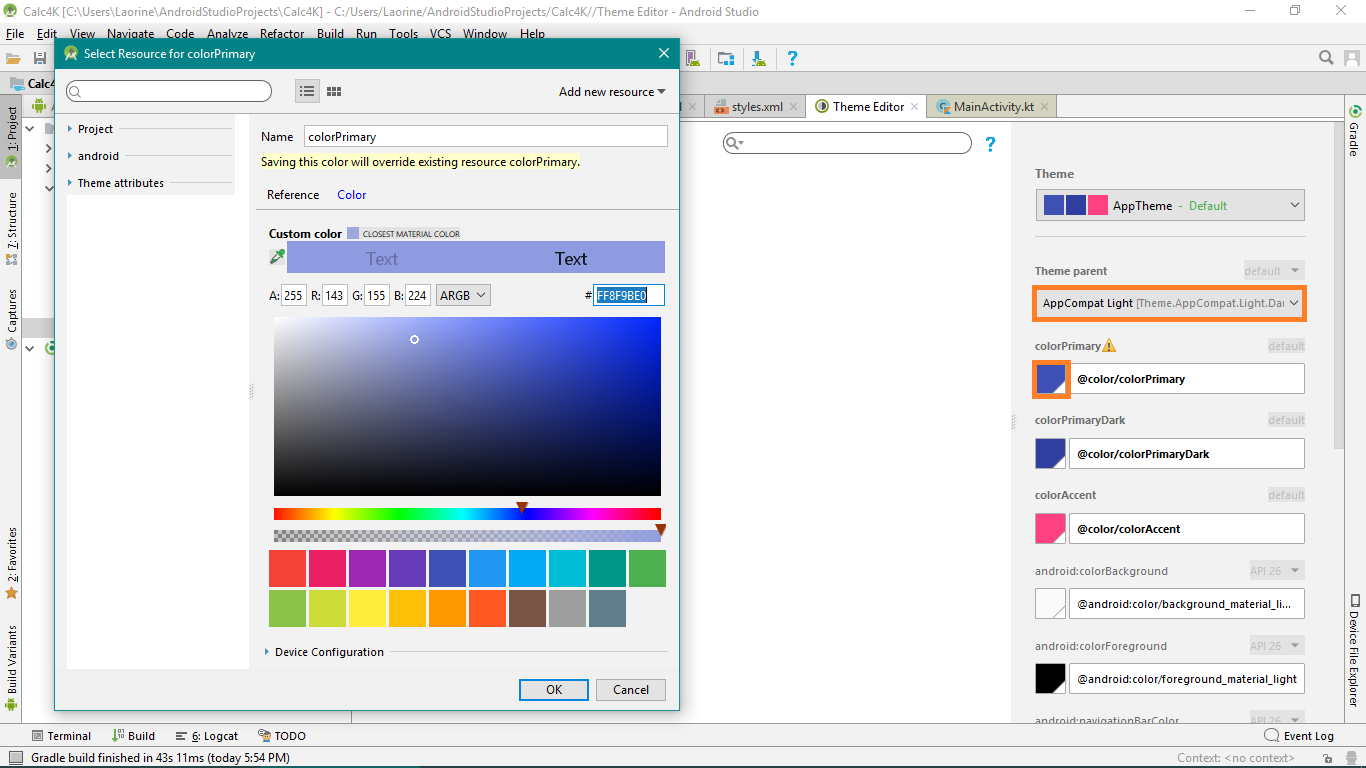 Calc4K [C:\Users\Laorine\AndroidStudioProjects\Calc4K] - C:/Users/Laorine/AndroidStudioProjects/Calc4K//Theme Editor - Android Studio
File Edit View Navigate Code Analyze Refactor Build Run Tools VCS Window Help
Select Resource for colorPrimary
Calc4
styles.xml
Theme Editor
MainActivity.kt
Add new resource
Project
android
Theme attributes
Name
colorPrimary
Saving this color will override existing resource colorPrimary.
Reference
Color
Custom color
CLOSEST MATERIAL COLOR
Text
Text
A: 255 R: 143 G: 155 B: 224 ARGB
# FF8F9BE0
Device Configuration
OK
Cancel
?
?
Theme
AppTheme - Default
Theme parent
default
AppCompat Light [Theme.AppCompat.Light.Dar
colorPrimary
default
@color/colorPrimary
colorPrimaryDark
default
@color/colorPrimaryDark
colorAccent
default
@color/colorAccent
android:colorBackground
API 26
@android:color/background_material_li...
android:colorForeground
API 26
@android:color/foreground_material_light
android:navigationBarColor
API 26
1: Project
7: Structure
Captures
2: Favorites
Build Variants
Gradle
Device File Explorer
Terminal
Build
6: Logcat
TODO
Event Log
Gradle build finished in 43s 11ms (today 5:54 PM)
Context: <no context>